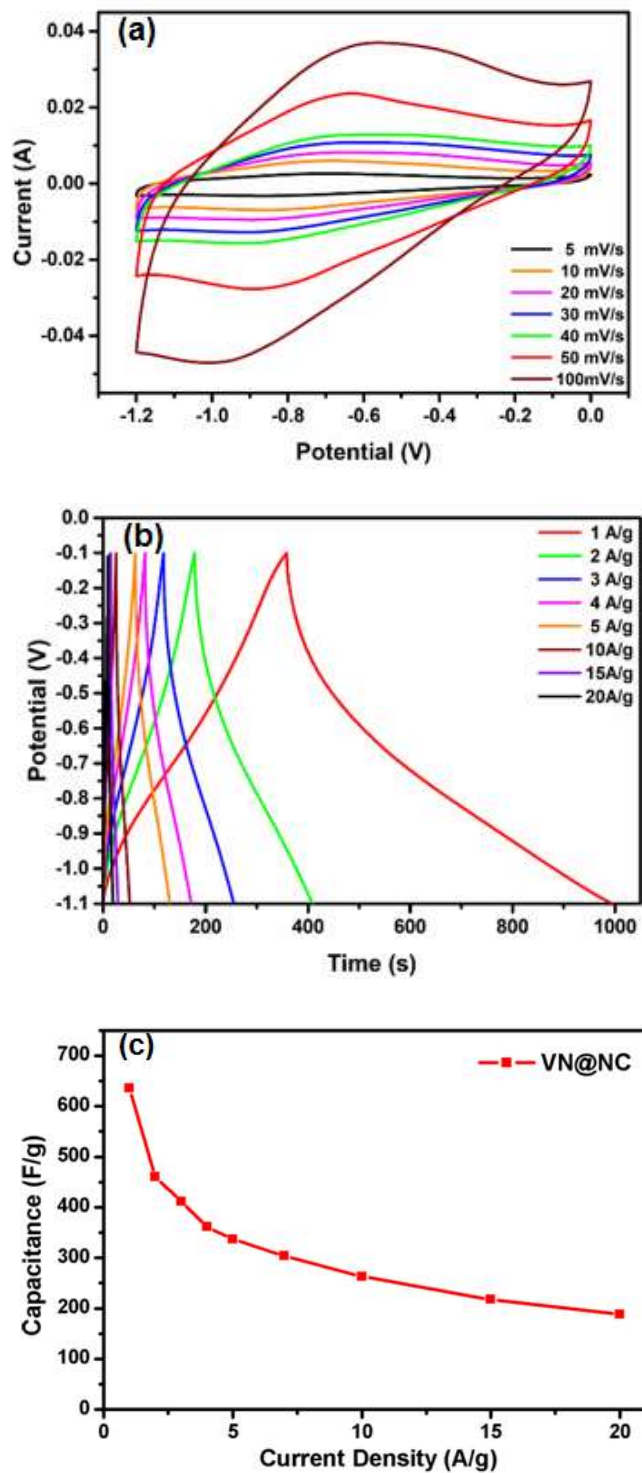 (a)
0.04
0.02
0.00
-0.02
-0.04
Current (A)
5 mV/s
10 mV/s
20 mV/s
30 mV/s
40 mV/s
50 mV/s
100mV/s
-1.2 -1.0 -0.8 -0.6 -0.4 -0.2 0.0
Potential (V)
(b)
0.0
-0.1
-0.2
-0.3
-0.4
-0.5
-0.6
-0.7
-0.8
-0.9
-1.0
-1.1
Potential (V)
1 A/g
2 A/g
3 A/g
4 A/g
5 A/g
10A/g
15A/g
20A/g
0 200 400 600 800 1000
Time (s)
(c)
700
600
500
400
300
200
100
0
Capacitance (F/g)
VN@NC
0 5 10 15 20
Current Density (A/g)